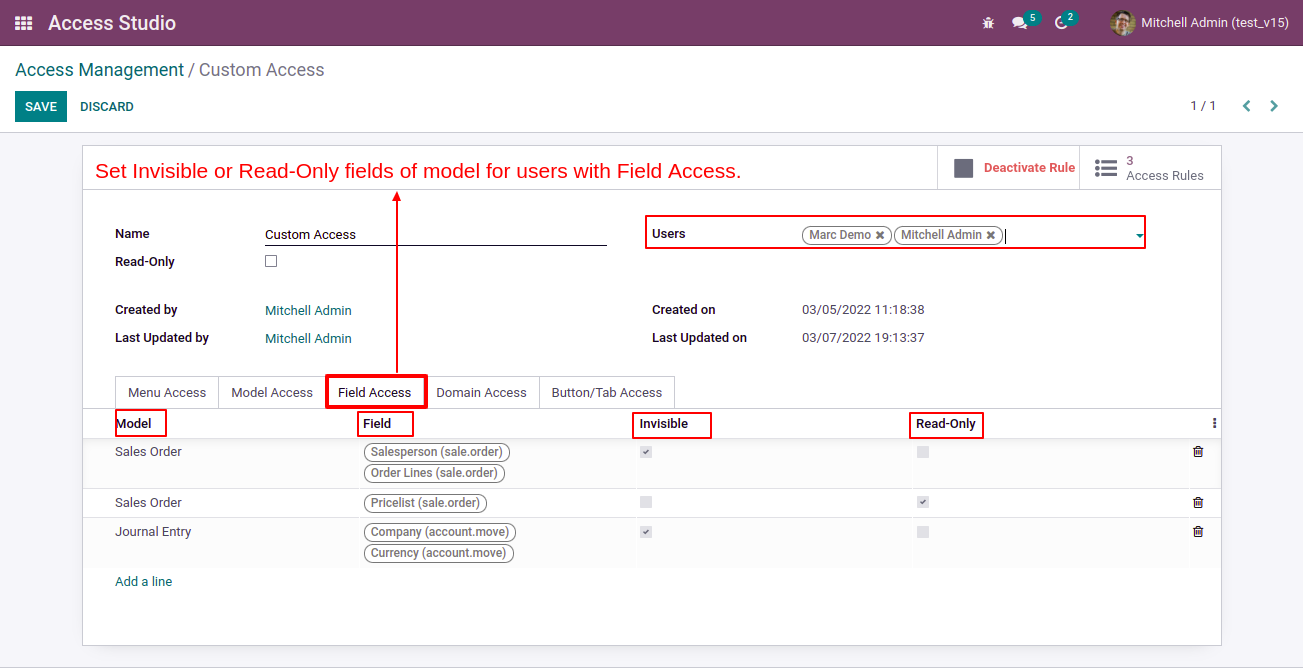 Access Studio 5 2 Mitchell Admin (test_v15)
Access Management / Custom Access
SAVE DISCARD 1 / 1
Set Invisible or Read-Only fields of model for users with Field Access. Deactivate Rule 3
Access Rules
Name Custom Access Users Marc Demo Mitchell Admin
Read-Only
Created by Mitchell Admin Created on 03/05/2022 11:18:38
Last Updated by Mitchell Admin Last Updated on 03/07/2022 19:13:37
Menu Access Model Access Field Access Domain Access Button/Tab Access
Model Field Invisible Read-Only
Sales Order Salesperson (sale.order)
Order Lines (sale.order)
Sales Order Pricelist (sale.order)
Journal Entry Company (account.move)
Currency (account.move)
Add a line